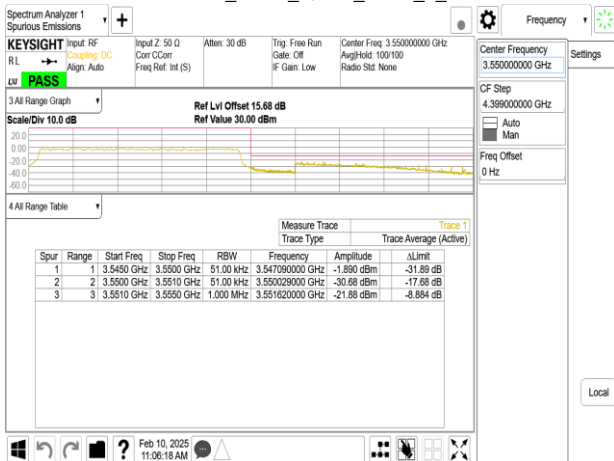 Spectrum Analyzer 1
Spurious Emissions
Frequency
KEYSIGHT
RL
LXI PASS
Input: RF
Coupling: DC
Align: Auto
Input Z: 50 Ω
Corr CCorr
Freq Ref: Int (S)
Atten: 30 dB
Trig: Free Run
Gate: Off
IF Gain: Low
Center Freq: 3.550000000 GHz
Avg|Hold: 100/100
Radio Std: None
Center Frequency
3.550000000 GHz
Settings
CF Step
4.399000000 GHz
Auto
Man
Freq Offset
0 Hz
Local
3 All Range Graph
Scale/Div 10.0 dB
Ref Lvl Offset 15.68 dB
Ref Value 30.00 dBm
20.0
0.00
-20.0
-40.0
-60.0
4 All Range Table
Measure Trace Trace 1
Trace Type Trace Average (Active)
Spur Range Start Freq Stop Freq RBW Frequency Amplitude ΔLimit
1 1 3.5450 GHz 3.5500 GHz 51.00 kHz 3.547090000 GHz -1.890 dBm -31.89 dB
2 2 3.5500 GHz 3.5510 GHz 51.00 kHz 3.550029000 GHz -30.68 dBm -17.68 dB
3 3 3.5510 GHz 3.5550 GHz 1.000 MHz 3.551620000 GHz -21.88 dBm -8.884 dB
Feb 10, 2025
11:06:18 AM